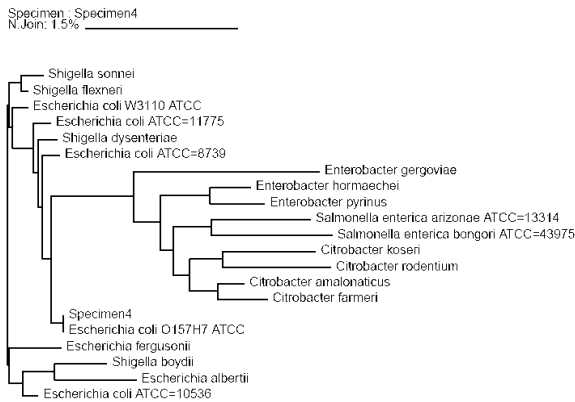 Specimen : Specimen4
N.Join: 1.5%
Shigella sonnei
Shigella flexneri
Escherichia coli W3110 ATCC
Escherichia coli ATCC=11775
Shigella dysenteriae
Escherichia coli ATCC=8739
Enterobacter gergoviae
Enterobacter hormaechei
Enterobacter pyrinus
Salmonella enterica arizonae ATCC=13314
Salmonella enterica bongori ATCC=43975
Citrobacter koseri
Citrobacter rodentium
Citrobacter amalonaticus
Citrobacter farmeri
Specimen4
Escherichia coli O157H7 ATCC
Escherichia fergusonii
Shigella boydii
Escherichia albertii
Escherichia coli ATCC=10536